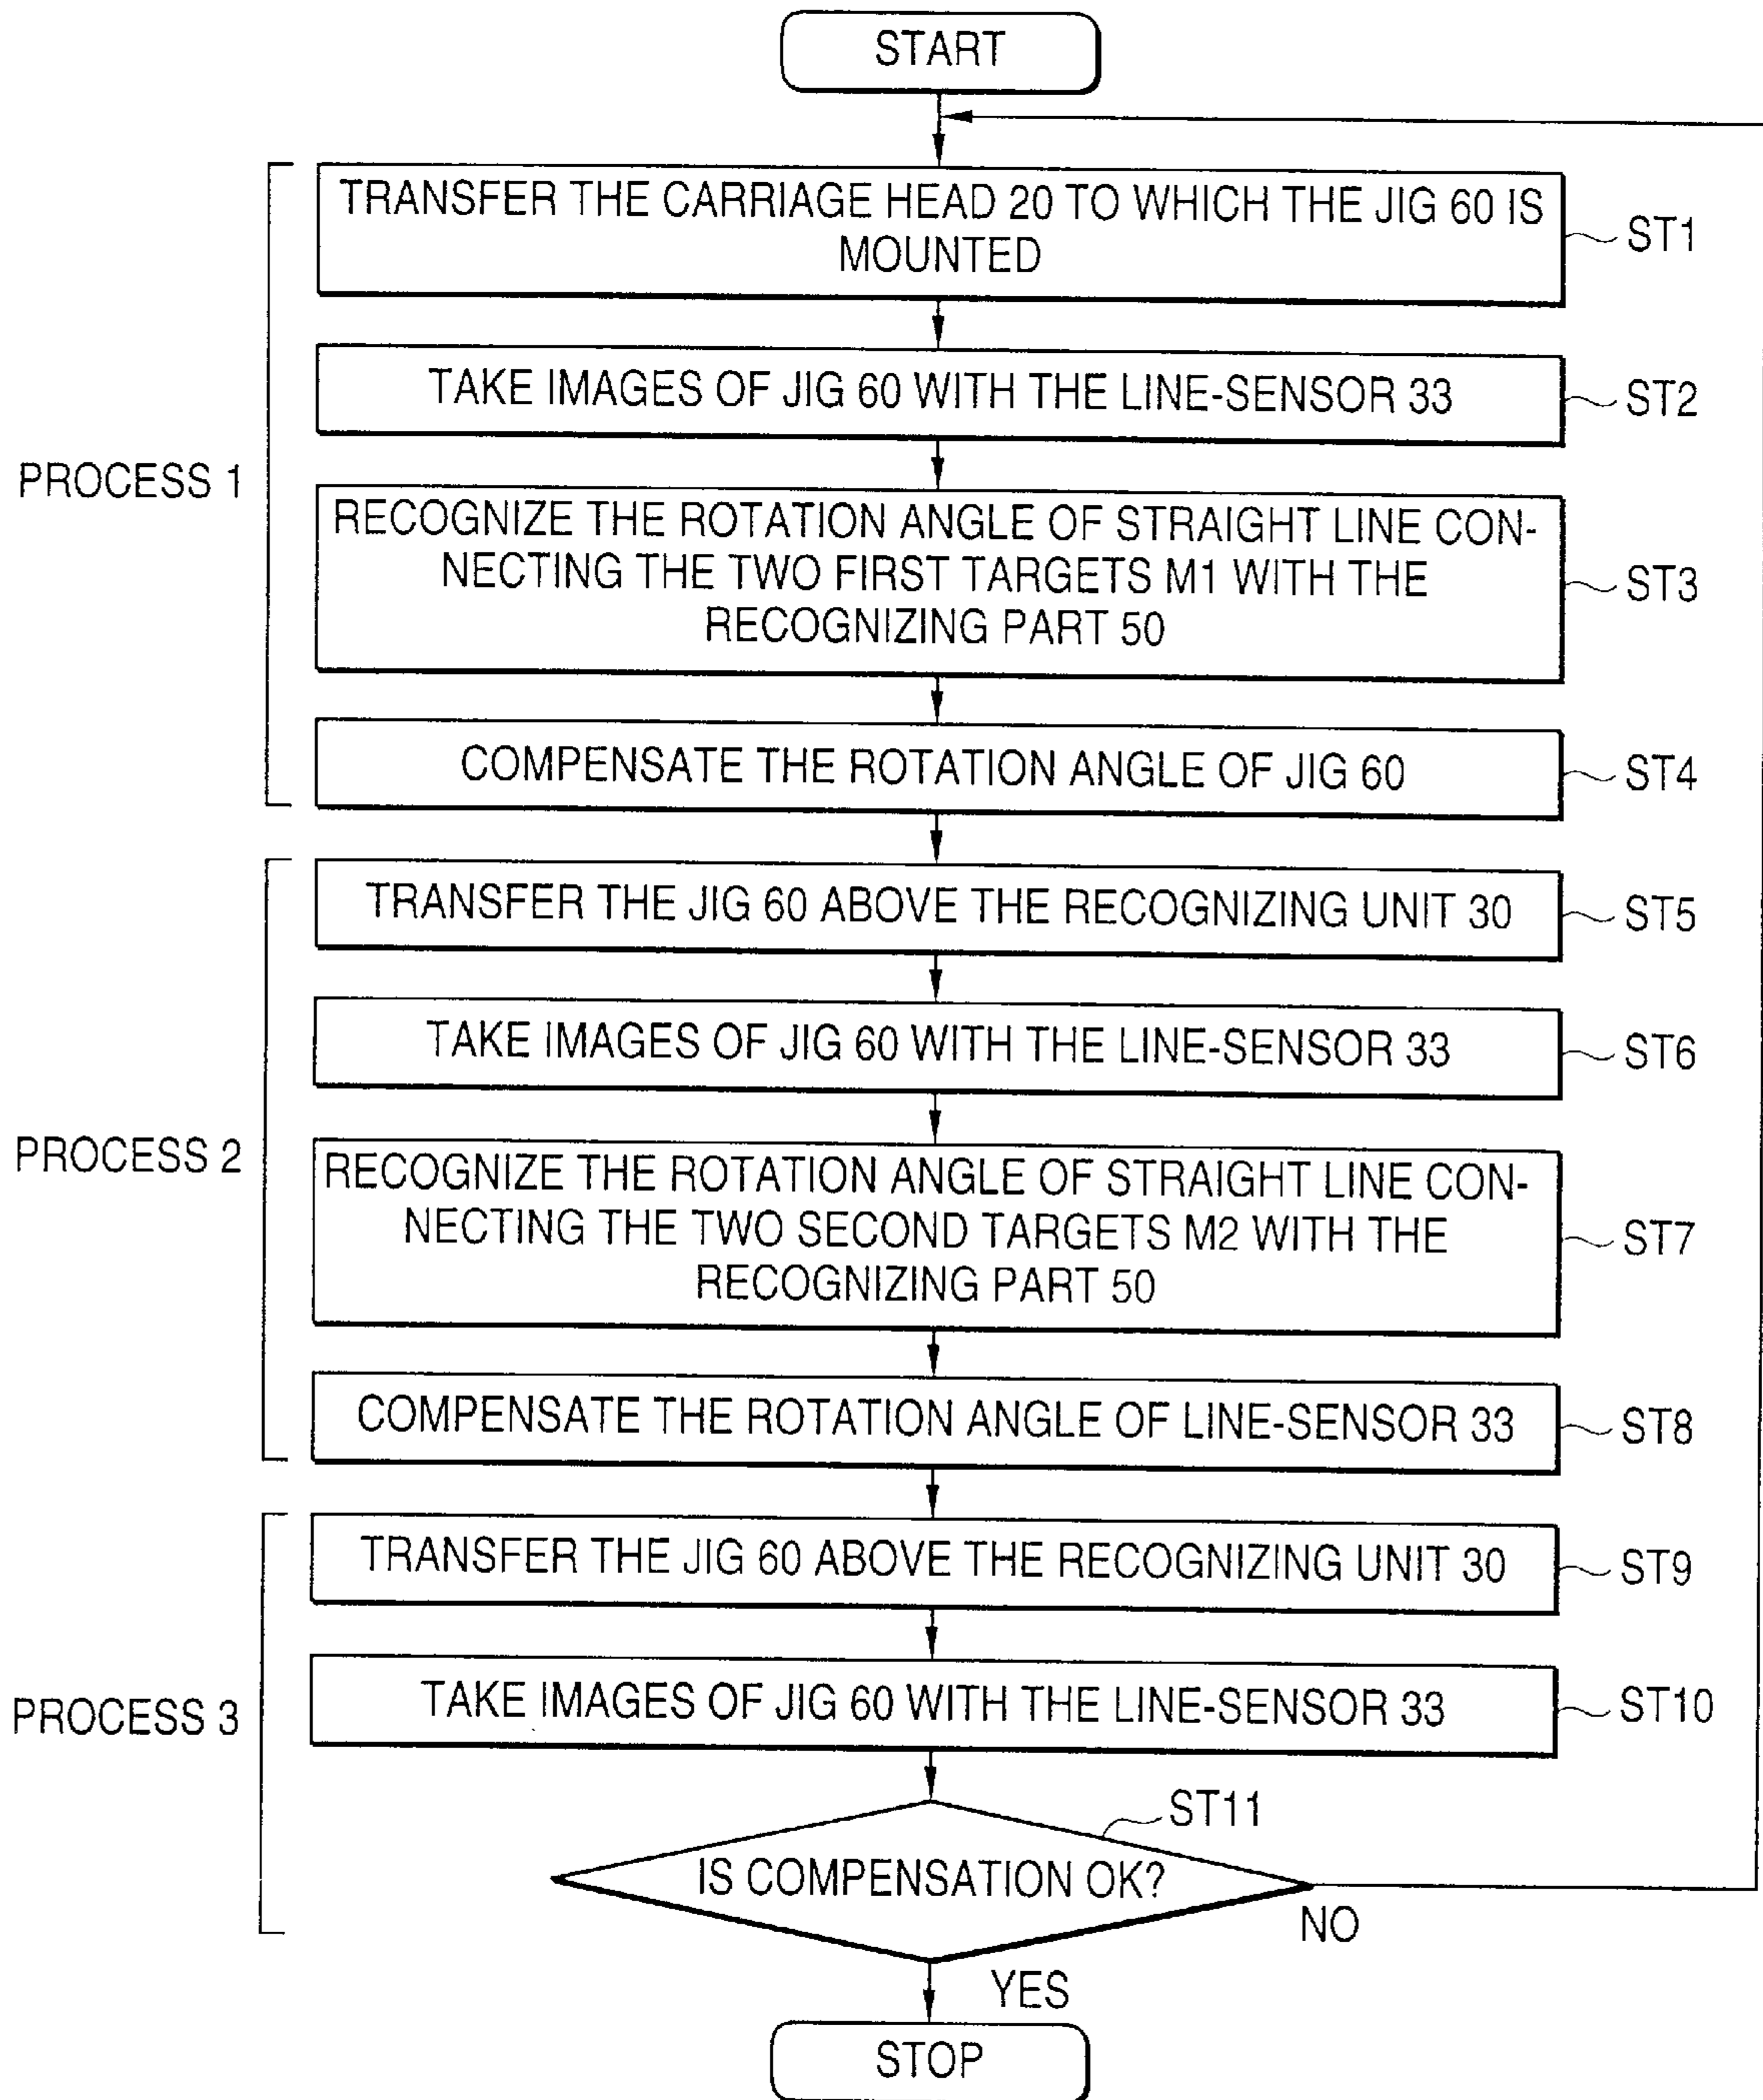 START
TRANSFER THE CARRIAGE HEAD 20 TO WHICH THE JIG 60 IS
MOUNTED
ST1
TAKE IMAGES OF JIG 60 WITH THE LINE-SENSOR 33
ST2
PROCESS 1
RECOGNIZE THE ROTATION ANGLE OF STRAIGHT LINE CON-
NECTING THE TWO FIRST TARGETS M1 WITH THE
RECOGNIZING PART 50
ST3
COMPENSATE THE ROTATION ANGLE OF JIG 60
ST4
TRANSFER THE JIG 60 ABOVE THE RECOGNIZING UNIT 30
ST5
TAKE IMAGES OF JIG 60 WITH THE LINE-SENSOR 33
ST6
PROCESS 2
RECOGNIZE THE ROTATION ANGLE OF STRAIGHT LINE CON-
NECTING THE TWO SECOND TARGETS M2 WITH THE
RECOGNIZING PART 50
ST7
COMPENSATE THE ROTATION ANGLE OF LINE-SENSOR 33
ST8
TRANSFER THE JIG 60 ABOVE THE RECOGNIZING UNIT 30
ST9
PROCESS 3
TAKE IMAGES OF JIG 60 WITH THE LINE-SENSOR 33
ST10
ST11
IS COMPENSATION OK?
NO
YES
STOP